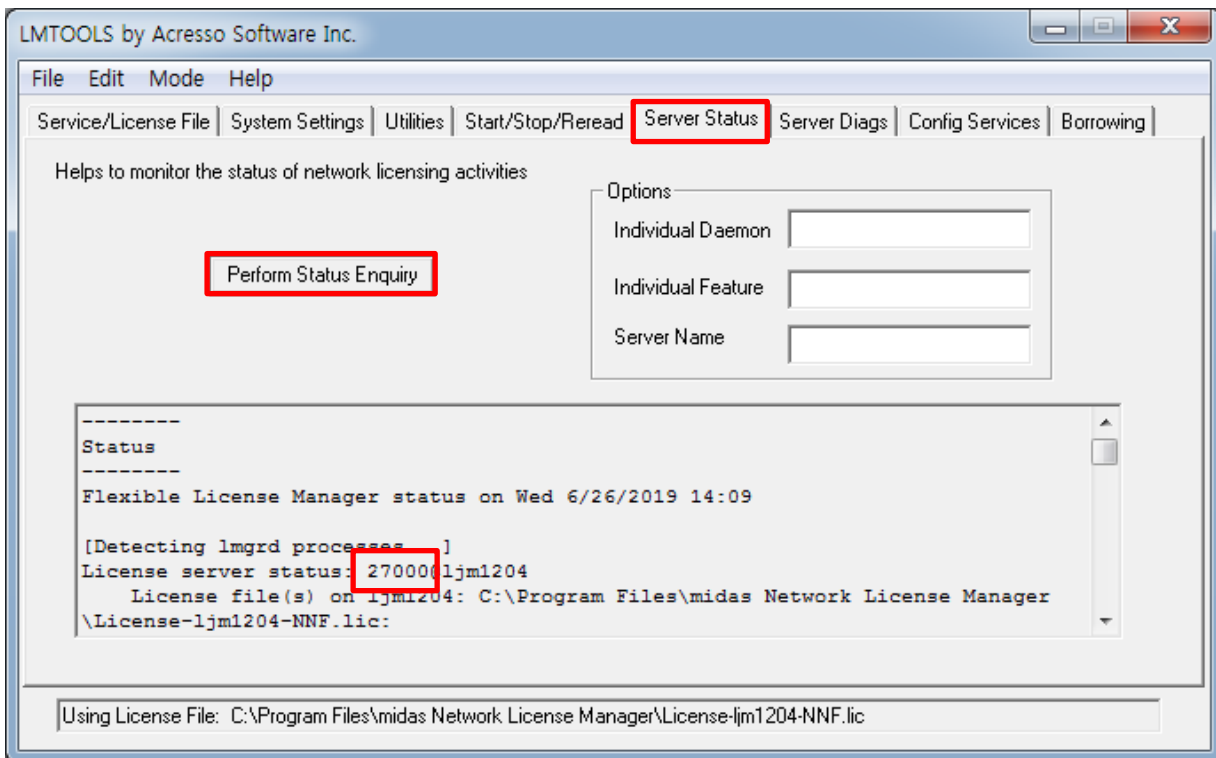 LMTOOLS by Acresso Software Inc.
File Edit Mode Help
Service/License File System Settings Utilities Start/Stop/Reread Server Status Server Diags Config Services Borrowing
Helps to monitor the status of network licensing activities
Options
Individual Daemon
Perform Status Enquiry
Individual Feature
Server Name
--------
Status
--------
Flexible License Manager status on Wed 6/26/2019 14:09
[Detecting lmgrd processes...]
License server status: 27000@ljm1204
License file(s) on ljm1204: C:\Program Files\midas Network License Manager
\License-ljm1204-NNF.lic:
Using License File: C:\Program Files\midas Network License Manager\License-ljm1204-NNF.lic